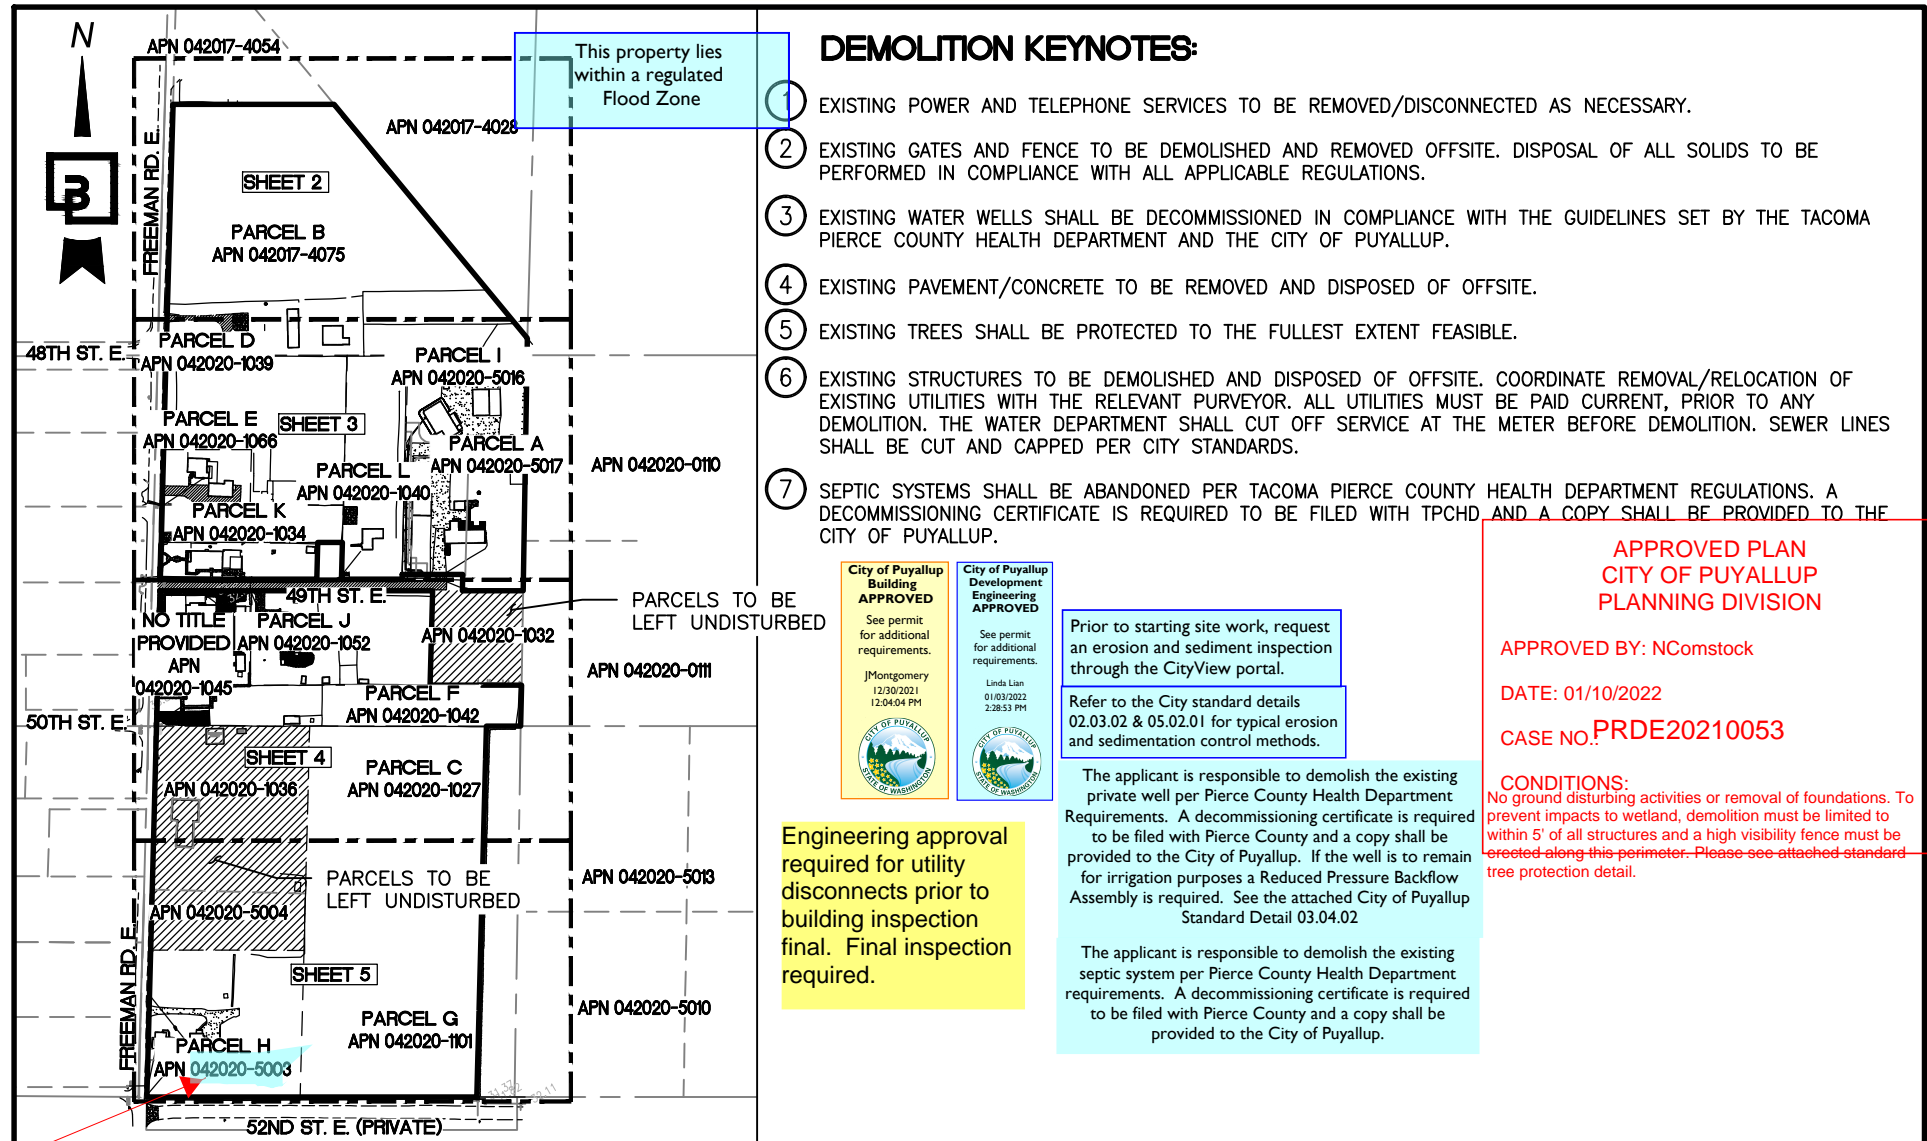 N
APN 042017-4054
This property lies
within a regulated
Flood Zone
APN 042017-4028
FREEMAN RD. E.
SHEET 2
PARCEL B
APN 042017-4075
48TH ST. E.
PARCEL D
APN 042020-1039
PARCEL I
APN 042020-5016
PARCEL E
APN 042020-1066
SHEET 3
PARCEL A
APN 042020-5017
APN 042020-0110
PARCEL L
APN 042020-1040
PARCEL K
APN 042020-1034
49TH ST. E.
PARCELS TO BE
LEFT UNDISTURBED
NO TITLE
PROVIDED
APN
042020-1045
PARCEL J
APN 042020-1052
APN 042020-1032
APN 042020-0111
PARCEL F
APN 042020-1042
50TH ST. E.
SHEET 4
APN 042020-1036
PARCEL C
APN 042020-1027
PARCELS TO BE
LEFT UNDISTURBED
APN 042020-5013
APN 042020-5004
FREEMAN RD. E.
SHEET 5
APN 042020-5010
PARCEL G
APN 042020-1101
PARCEL H
APN 042020-5003
52ND ST. E. (PRIVATE)
DEMOLITION KEYNOTES:
1 EXISTING POWER AND TELEPHONE SERVICES TO BE REMOVED/DISCONNECTED AS NECESSARY.
2 EXISTING GATES AND FENCE TO BE DEMOLISHED AND REMOVED OFFSITE. DISPOSAL OF ALL SOLIDS TO BE
PERFORMED IN COMPLIANCE WITH ALL APPLICABLE REGULATIONS.
3 EXISTING WATER WELLS SHALL BE DECOMMISSIONED IN COMPLIANCE WITH THE GUIDELINES SET BY THE TACOMA
PIERCE COUNTY HEALTH DEPARTMENT AND THE CITY OF PUYALLUP.
4 EXISTING PAVEMENT/CONCRETE TO BE REMOVED AND DISPOSED OF OFFSITE.
5 EXISTING TREES SHALL BE PROTECTED TO THE FULLEST EXTENT FEASIBLE.
6 EXISTING STRUCTURES TO BE DEMOLISHED AND DISPOSED OF OFFSITE. COORDINATE REMOVAL/RELOCATION OF
EXISTING UTILITIES WITH THE RELEVANT PURVEYOR. ALL UTILITIES MUST BE PAID CURRENT, PRIOR TO ANY
DEMOLITION. THE WATER DEPARTMENT SHALL CUT OFF SERVICE AT THE METER BEFORE DEMOLITION. SEWER LINES
SHALL BE CUT AND CAPPED PER CITY STANDARDS.
7 SEPTIC SYSTEMS SHALL BE ABANDONED PER TACOMA PIERCE COUNTY HEALTH DEPARTMENT REGULATIONS. A
DECOMMISSIONING CERTIFICATE IS REQUIRED TO BE FILED WITH TPCHD AND A COPY SHALL BE PROVIDED TO THE
CITY OF PUYALLUP.
City of Puyallup
Building
APPROVED
See permit
for additional
requirements.
JMontgomery
12/30/2021
12:04:04 PM
CITY OF PUYALLUP
STATE OF WASHINGTON
City of Puyallup
Development
Engineering
APPROVED
See permit
for additional
requirements.
Linda Lian
01/03/2022
2:28:53 PM
CITY OF PUYALLUP
STATE OF WASHINGTON
Prior to starting site work, request
an erosion and sediment inspection
through the CityView portal.
Refer to the City standard details
02.03.02 & 05.02.01 for typical erosion
and sedimentation control methods.
The applicant is responsible to demolish the existing
private well per Pierce County Health Department
Requirements. A decommissioning certificate is required
to be filed with Pierce County and a copy shall be
provided to the City of Puyallup. If the well is to remain
for irrigation purposes a Reduced Pressure Backflow
Assembly is required. See the attached City of Puyallup
Standard Detail 03.04.02
The applicant is responsible to demolish the existing
septic system per Pierce County Health Department
requirements. A decommissioning certificate is required
to be filed with Pierce County and a copy shall be
provided to the City of Puyallup.
Engineering approval
required for utility
disconnects prior to
building inspection
final. Final inspection
required.
APPROVED PLAN
CITY OF PUYALLUP
PLANNING DIVISION
APPROVED BY: NComstock
DATE: 01/10/2022
CASE NO.: PRDE20210053
CONDITIONS:
No ground disturbing activities or removal of foundations. To
prevent impacts to wetland, demolition must be limited to
within 5' of all structures and a high visibility fence must be
erected along this perimeter. Please see attached standard
tree protection detail.